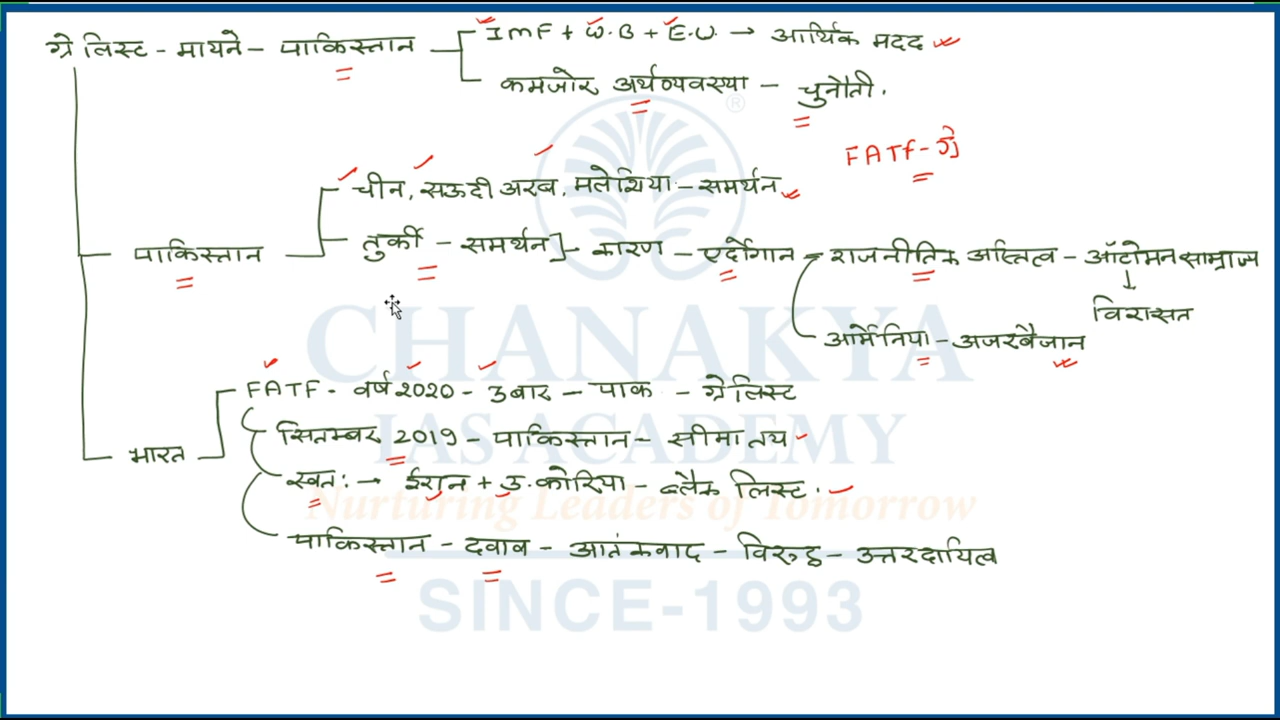 ग्रे लिस्ट - मायने - पाकिस्तान
IMF + W.B + E.U. → आर्थिक मदद
कमजोर अर्थव्यवस्था - चुनौती.
FATF - ग्रे
चीन, सऊदी अरब, मलेशिया - समर्थन
पाकिस्तान
तुर्की - समर्थन] - कारण - एर्दोगान - राजनीतिक अस्तित्व - ऑटोमन साम्राज्य
↓
विरासत
आर्मेनिया - अजरबैजान
FATF - वर्ष 2020 - 3 बार - पाक - ग्रे लिस्ट
सितम्बर 2019 - पाकिस्तान - सीमा तय
भारत
स्वतः → ईरान + उ. कोरिया - ब्लैक लिस्ट.
पाकिस्तान - दवाव - आतंकवाद - विरुद्ध - उत्तरदायित्व
®
CHANAKYA
IAS ACADEMY
Nurturing Leaders of Tomorrow
SINCE-1993